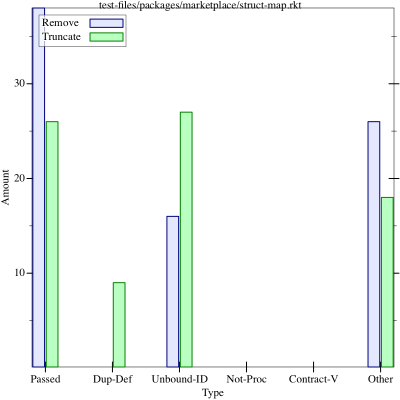 test-files/packages/marketplace/struct-map.rkt
Remove
Truncate
30
20
10
Amount
Passed Dup-Def Unbound-ID Not-Proc Contract-V Other
Type